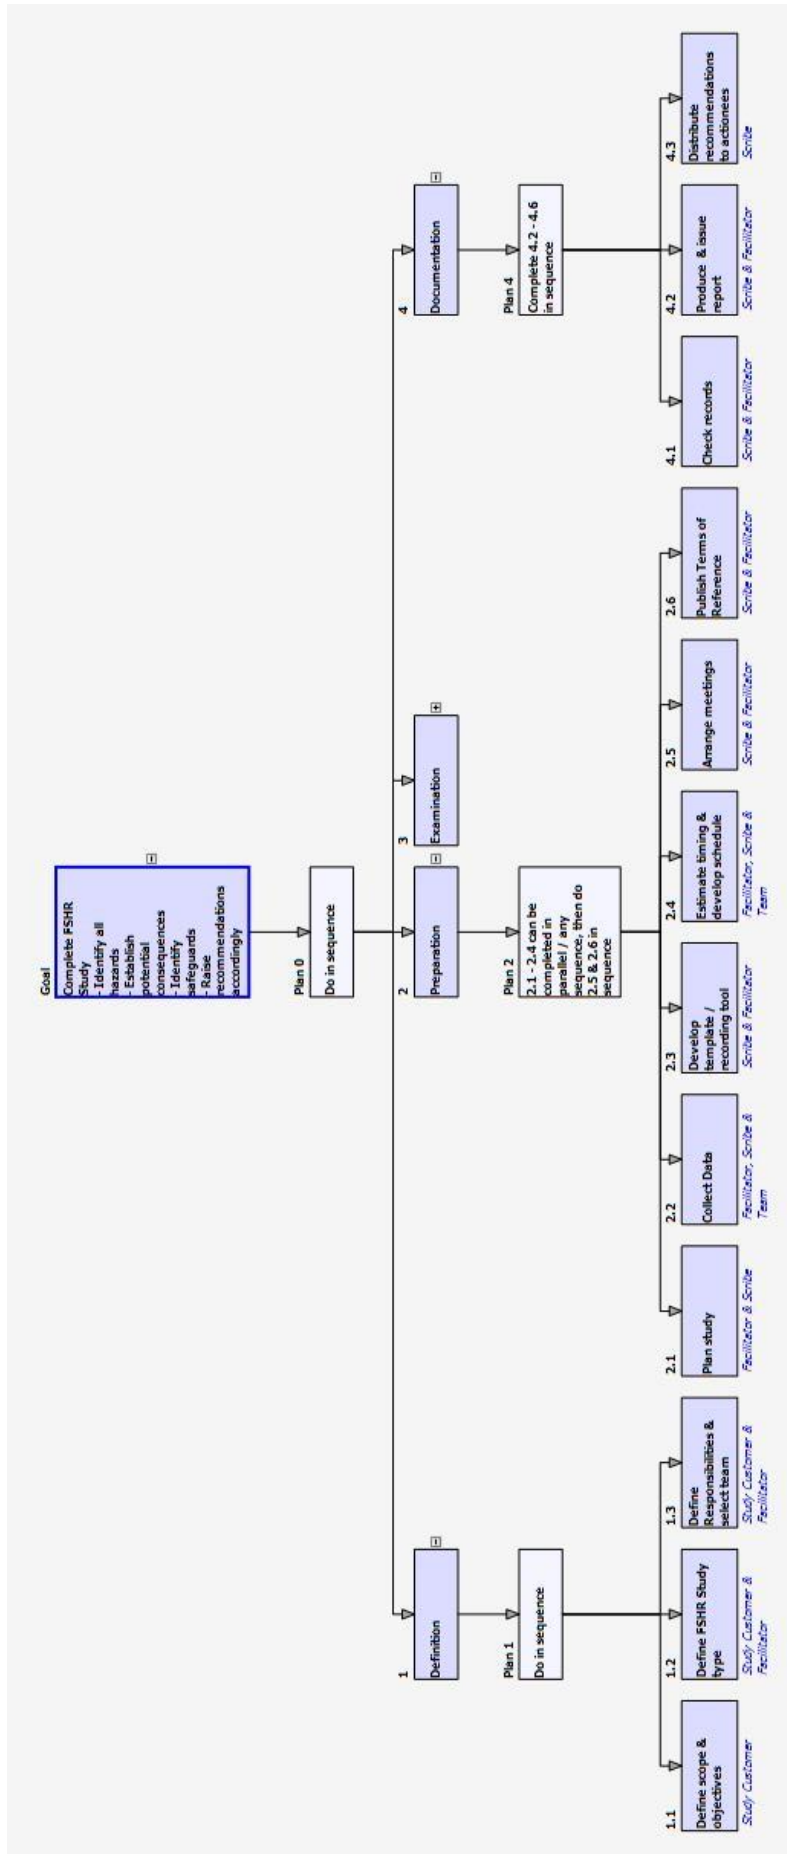 Goal
Complete FSHR
Study
- Identify all
hazards
- Establish
potential
consequences
- Identify
safeguards
- Raise
recommendations
accordingly
Plan 0
Do in sequence
1
Definition
2
Preparation
3
Examination
4
Documentation
Plan 1
Do in sequence
Plan 2
2.1 - 2.4 can be
completed in
parallel / any
sequence, then do
2.5 & 2.6 in
sequence
Plan 4
Complete 4.2 - 4.6
in sequence
1.1
Define scope &
objectives
Study Customer
1.2
Define FSHR Study
type
Study Customer &
Facilitator
1.3
Define
Responsibilities &
select team
Study Customer &
Facilitator
2.1
Plan study
Facilitator & Scribe
2.2
Collect Data
Facilitator, Scribe &
Team
2.3
Develop
template /
recording tool
Scribe & Facilitator
2.4
Estimate timing &
develop schedule
Facilitator, Scribe &
Team
2.5
Arrange meetings
Scribe & Facilitator
2.6
Publish Terms of
Reference
Scribe & Facilitator
4.1
Check records
Scribe & Facilitator
4.2
Produce & issue
report
Scribe & Facilitator
4.3
Distribute
recommendations
to actionees
Scribe